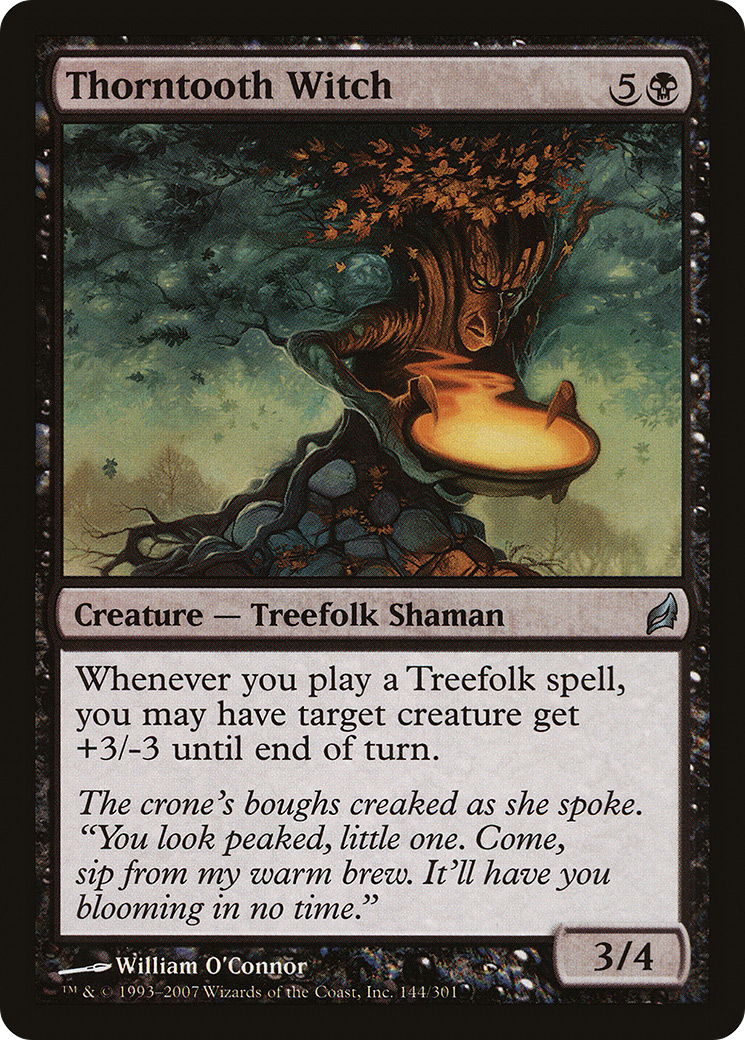 Thorntooth Witch 5
Creature — Treefolk Shaman
Whenever you play a Treefolk spell,
you may have target creature get
+3/-3 until end of turn.
The crone's boughs creaked as she spoke.
“You look peaked, little one. Come,
sip from my warm brew. It'll have you
blooming in no time.”
3/4
William O'Connor
™ & © 1993–2007 Wizards of the Coast, Inc. 144/301